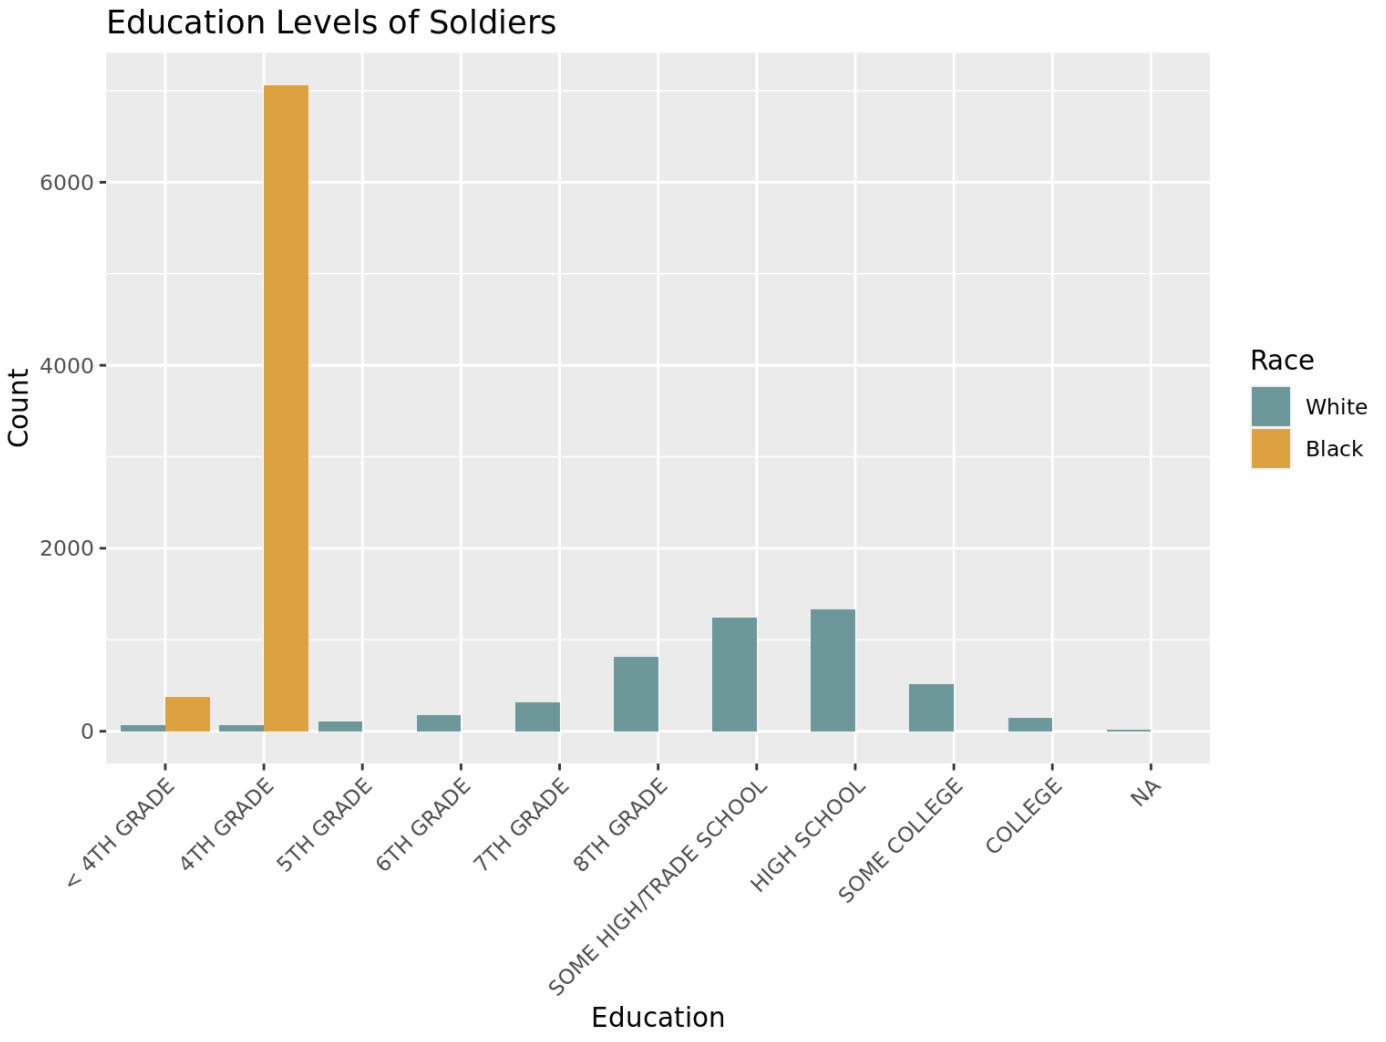 Education Levels of Soldiers
Count
6000
4000
2000
0
< 4TH GRADE
4TH GRADE
5TH GRADE
6TH GRADE
7TH GRADE
8TH GRADE
SOME HIGH/TRADE SCHOOL
HIGH SCHOOL
SOME COLLEGE
COLLEGE
NA
Education
Race
White
Black